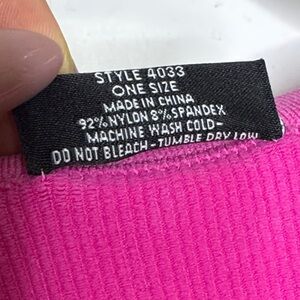 STYLE 4033
ONE SIZE
MADE IN CHINA
92% NYLON 8% SPANDEX
MACHINE WASH COLD-
DO NOT BLEACH-TUMBLE DRY LOW